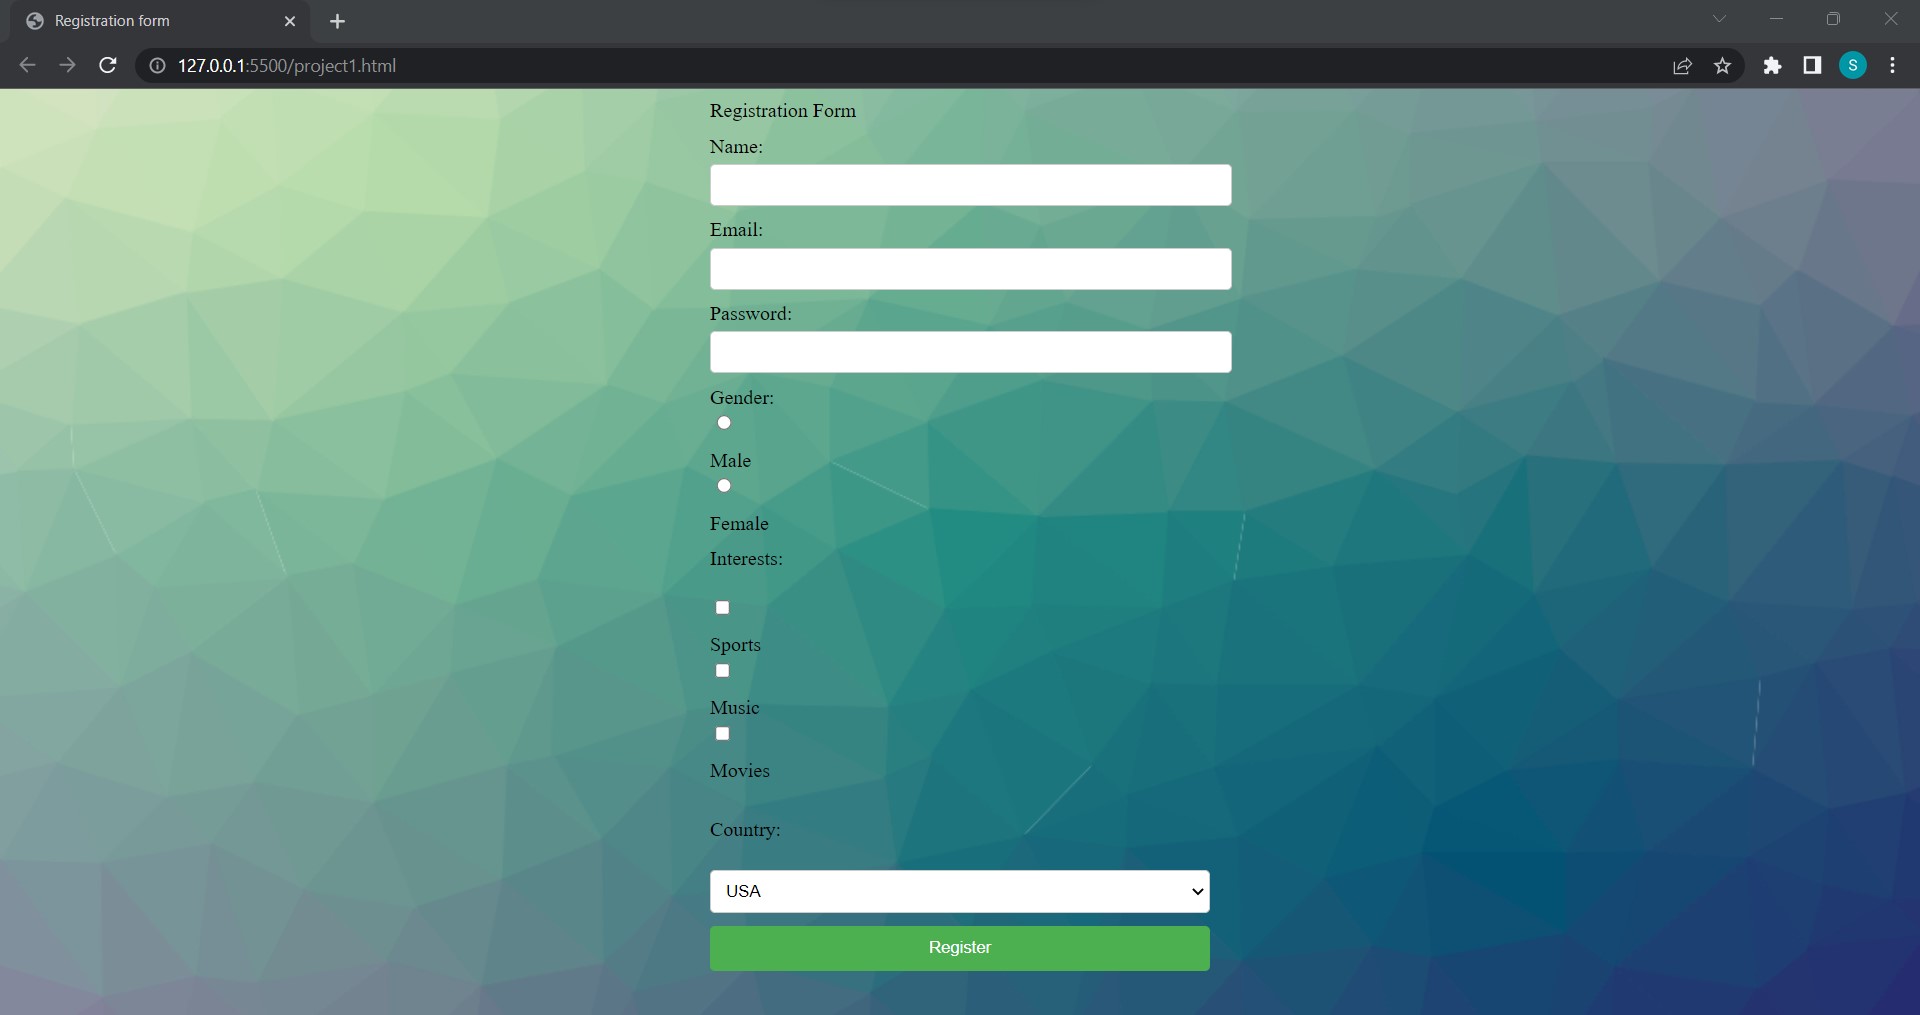 Registration form
127.0.0.1:5500/project1.html
S
Registration Form
Name:
Email:
Password:
Gender:
Male
Female
Interests:
Sports
Music
Movies
Country:
USA
Register